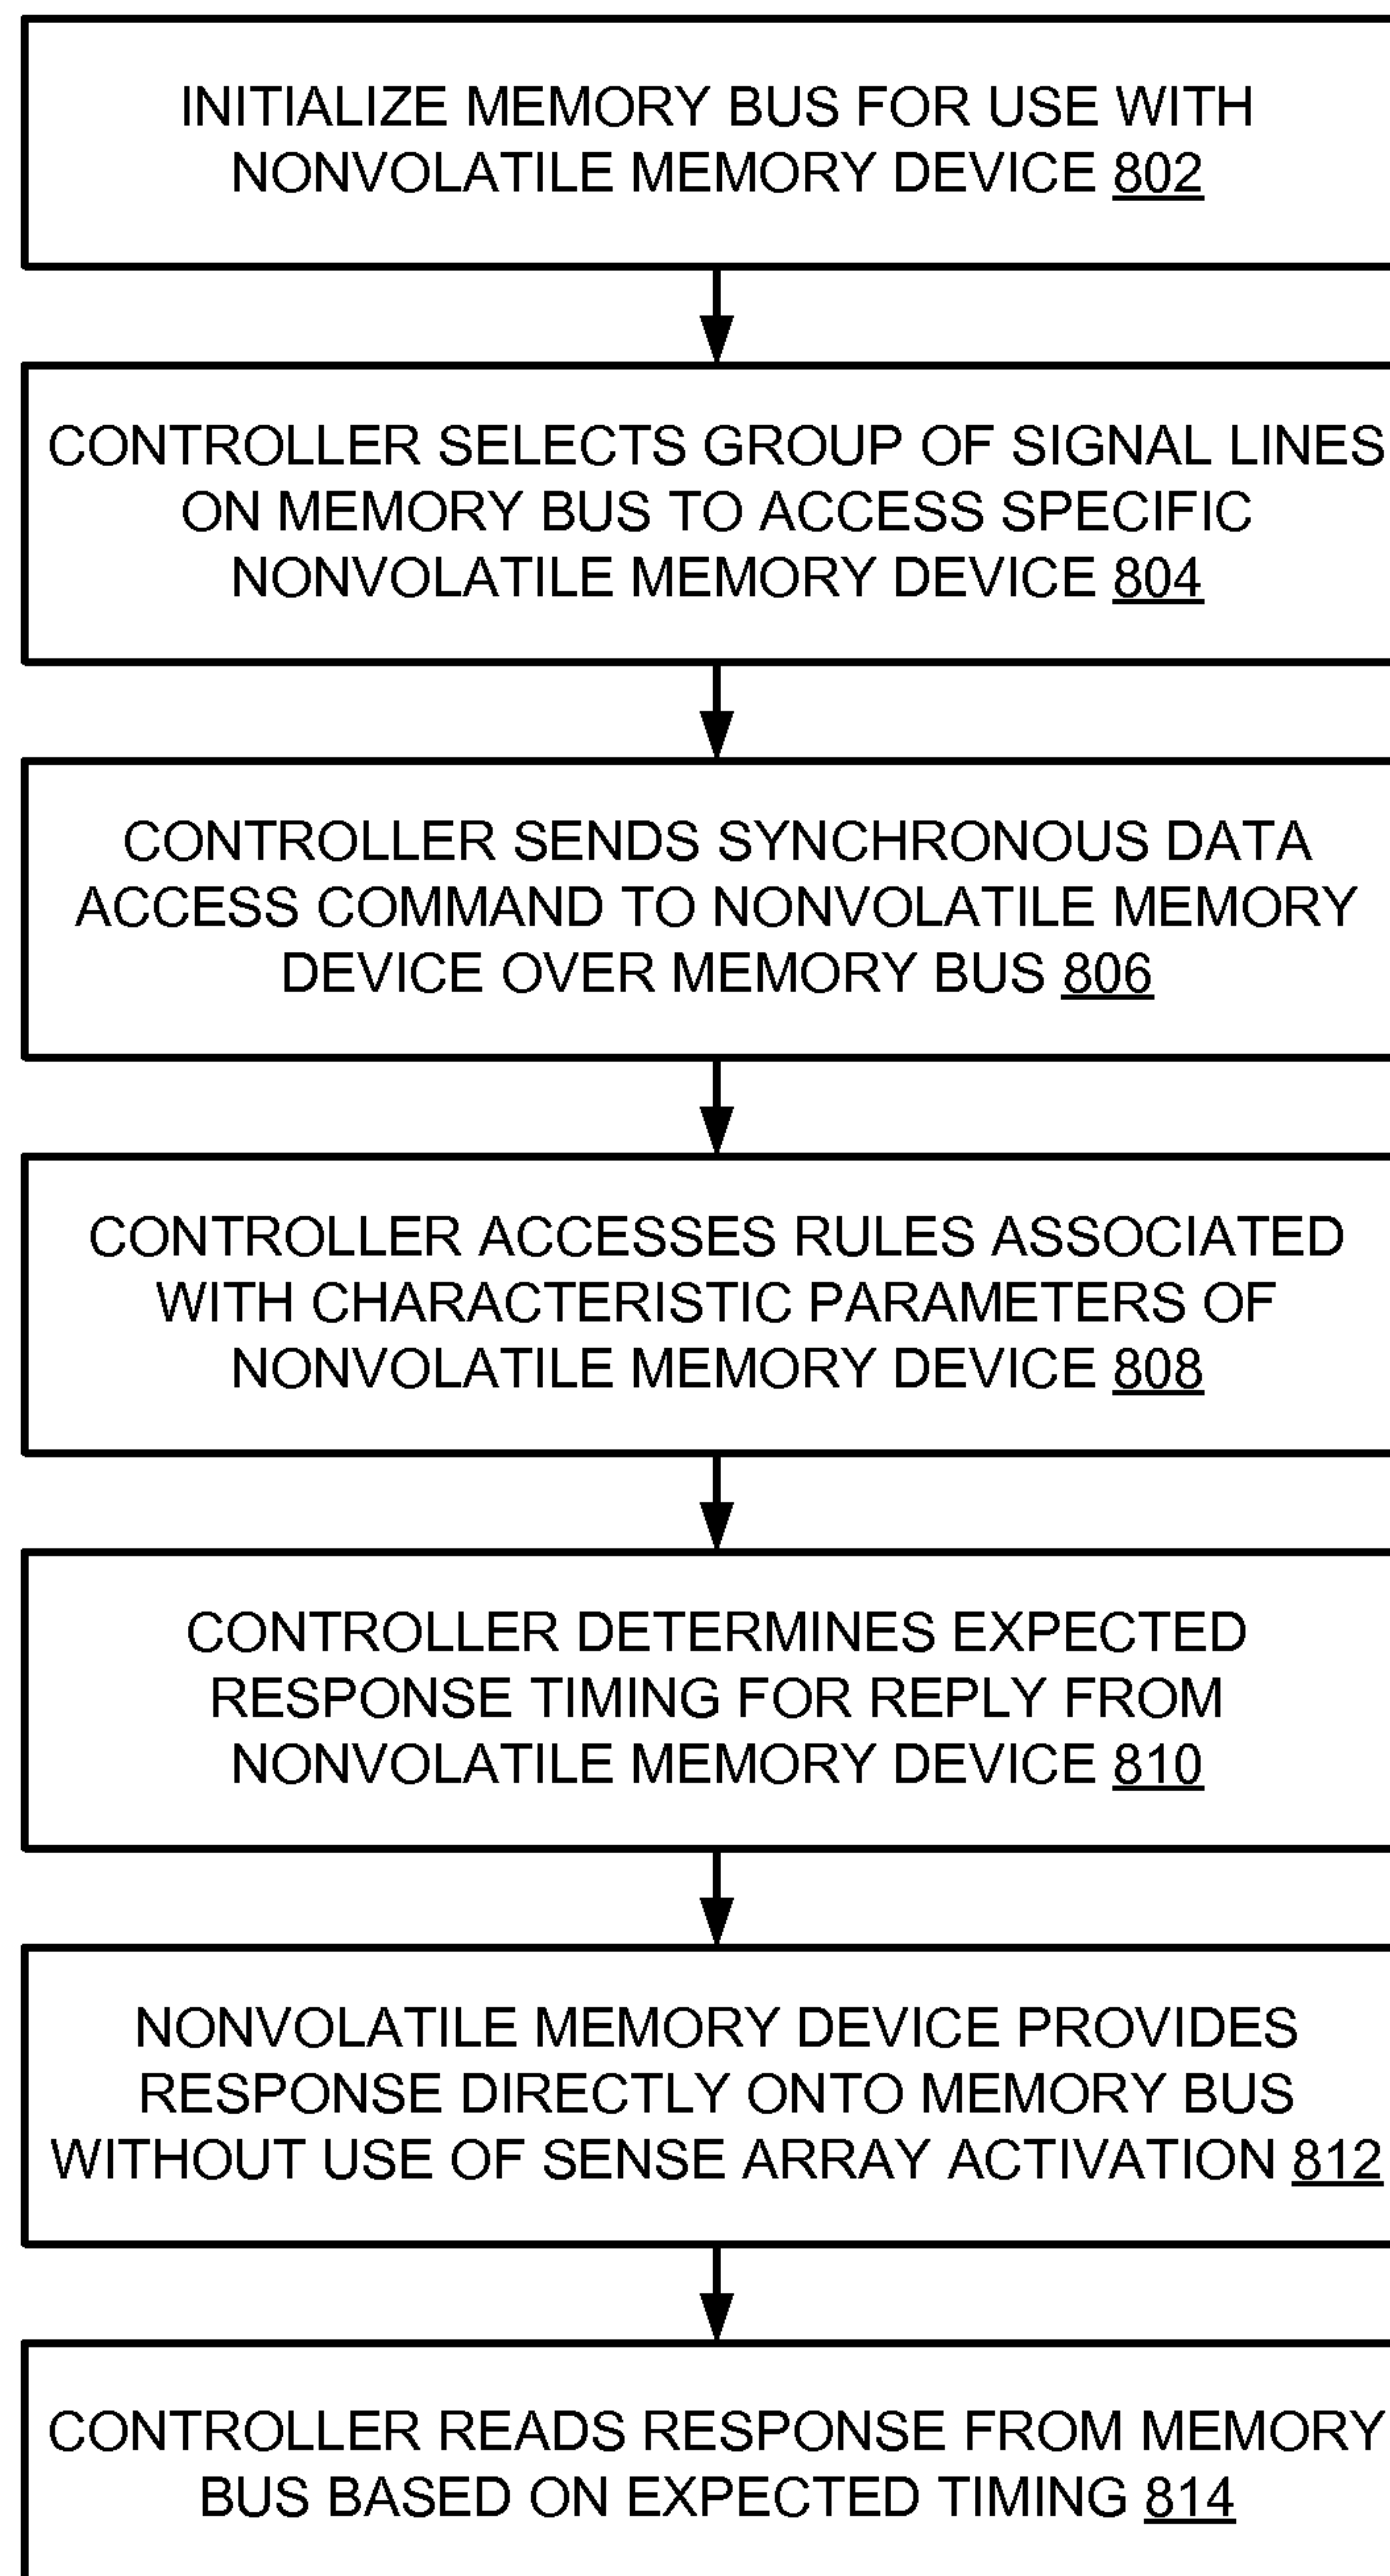 INITIALIZE MEMORY BUS FOR USE WITH
NONVOLATILE MEMORY DEVICE 802
CONTROLLER SELECTS GROUP OF SIGNAL LINES
ON MEMORY BUS TO ACCESS SPECIFIC
NONVOLATILE MEMORY DEVICE 804
CONTROLLER SENDS SYNCHRONOUS DATA
ACCESS COMMAND TO NONVOLATILE MEMORY
DEVICE OVER MEMORY BUS 806
CONTROLLER ACCESSES RULES ASSOCIATED
WITH CHARACTERISTIC PARAMETERS OF
NONVOLATILE MEMORY DEVICE 808
CONTROLLER DETERMINES EXPECTED
RESPONSE TIMING FOR REPLY FROM
NONVOLATILE MEMORY DEVICE 810
NONVOLATILE MEMORY DEVICE PROVIDES
RESPONSE DIRECTLY ONTO MEMORY BUS
WITHOUT USE OF SENSE ARRAY ACTIVATION 812
CONTROLLER READS RESPONSE FROM MEMORY
BUS BASED ON EXPECTED TIMING 814